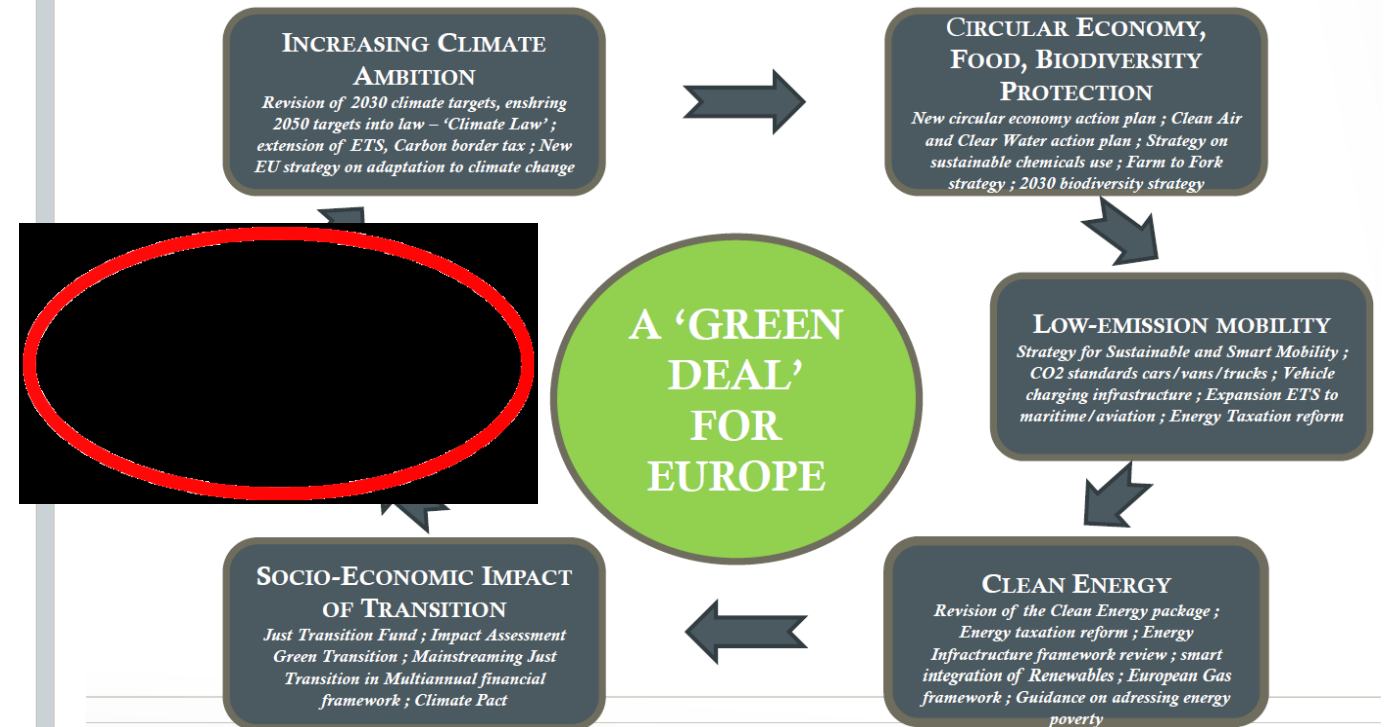 INCREASING CLIMATE
AMBITION
Revision of 2030 climate targets, enshring
2050 targets into law – ‘Climate Law’ ;
extension of ETS, Carbon border tax ; New
EU strategy on adaptation to climate change
CIRCULAR ECONOMY,
FOOD, BIODIVERSITY
PROTECTION
New circular economy action plan ; Clean Air
and Clear Water action plan ; Strategy on
sustainable chemicals use ; Farm to Fork
strategy ; 2030 biodiversity strategy
LOW-EMISSION MOBILITY
Strategy for Sustainable and Smart Mobility ;
CO2 standards cars/vans/trucks ; Vehicle
charging infrastructure ; Expansion ETS to
maritime/aviation ; Energy Taxation reform
A ‘GREEN
DEAL’
FOR
EUROPE
CLEAN ENERGY
Revision of the Clean Energy package ;
Energy taxation reform ; Energy
Infractructure framework review ; smart
integration of Renewables ; European Gas
framework ; Guidance on adressing energy
poverty
SOCIO-ECONOMIC IMPACT
OF TRANSITION
Just Transition Fund ; Impact Assessment
Green Transition ; Mainstreaming Just
Transition in Multiannual financial
framework ; Climate Pact